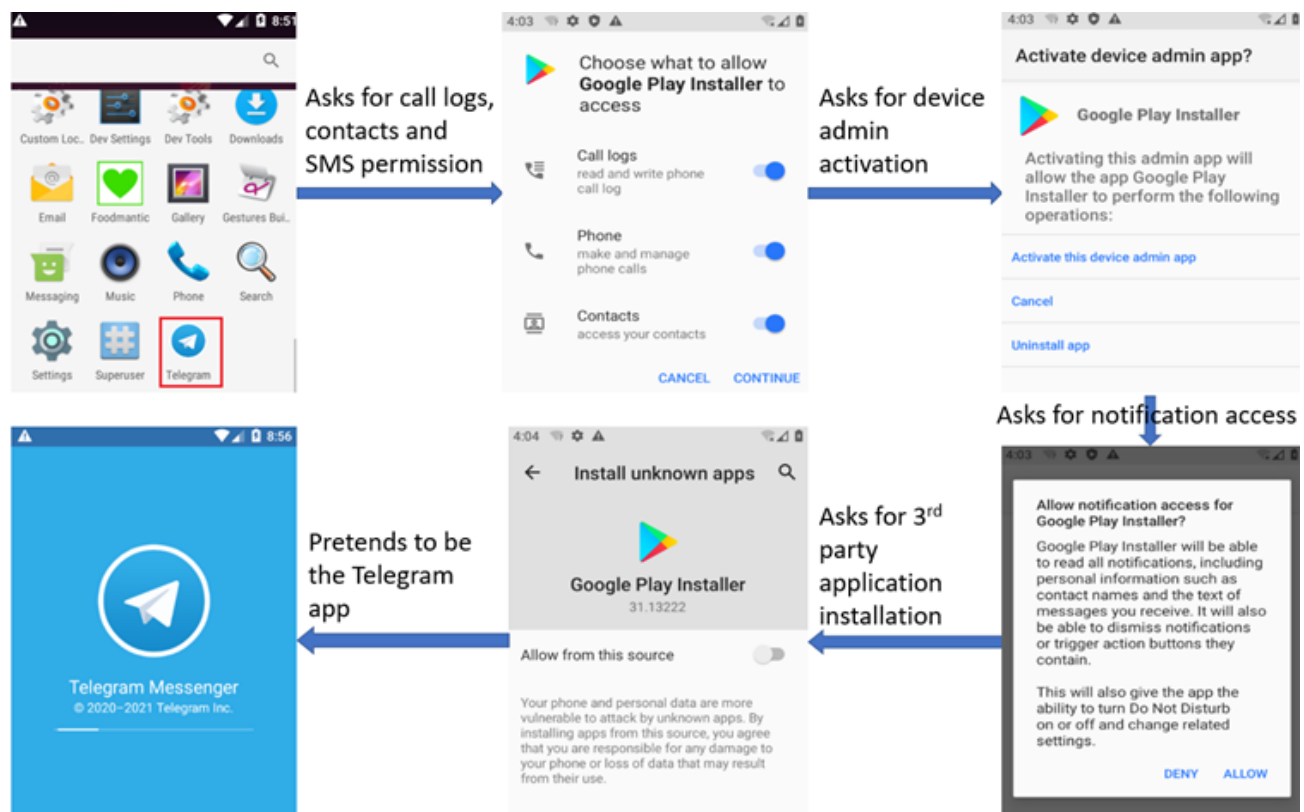 8:51
Custom Loc..
Dev Settings
Dev Tools
Downloads
Email
Foodmantic
Gallery
Gestures Bui..
Messaging
Music
Phone
Search
Settings
Superuser
Telegram
Asks for call logs,
contacts and
SMS permission
4:03
Choose what to allow
Google Play Installer to
access
Call logs
read and write phone
call log
Phone
make and manage
phone calls
Contacts
access your contacts
CANCEL
CONTINUE
Asks for device
admin
activation
4:03
Activate device admin app?
Google Play Installer
Activating this admin app will
allow the app Google Play
Installer to perform the following
operations:
Activate this device admin app
Cancel
Uninstall app
Asks for notification access
4:03
Allow notification access for
Google Play Installer?
Google Play Installer will be able
to read all notifications, including
personal information such as
contact names and the text of
messages you receive. It will also
be able to dismiss notifications
or trigger action buttons they
contain.
This will also give the app the
ability to turn Do Not Disturb
on or off and change related
settings.
DENY
ALLOW
Asks for 3rd
party
application
installation
4:04
Install unknown apps
Google Play Installer
31.13222
Allow from this source
Your phone and personal data are more
vulnerable to attack by unknown apps. By
installing apps from this source, you agree
that you are responsible for any damage to
your phone or loss of data that may result
from their use.
Pretends to be
the Telegram
app
8:56
Telegram Messenger
© 2020–2021 Telegram Inc.